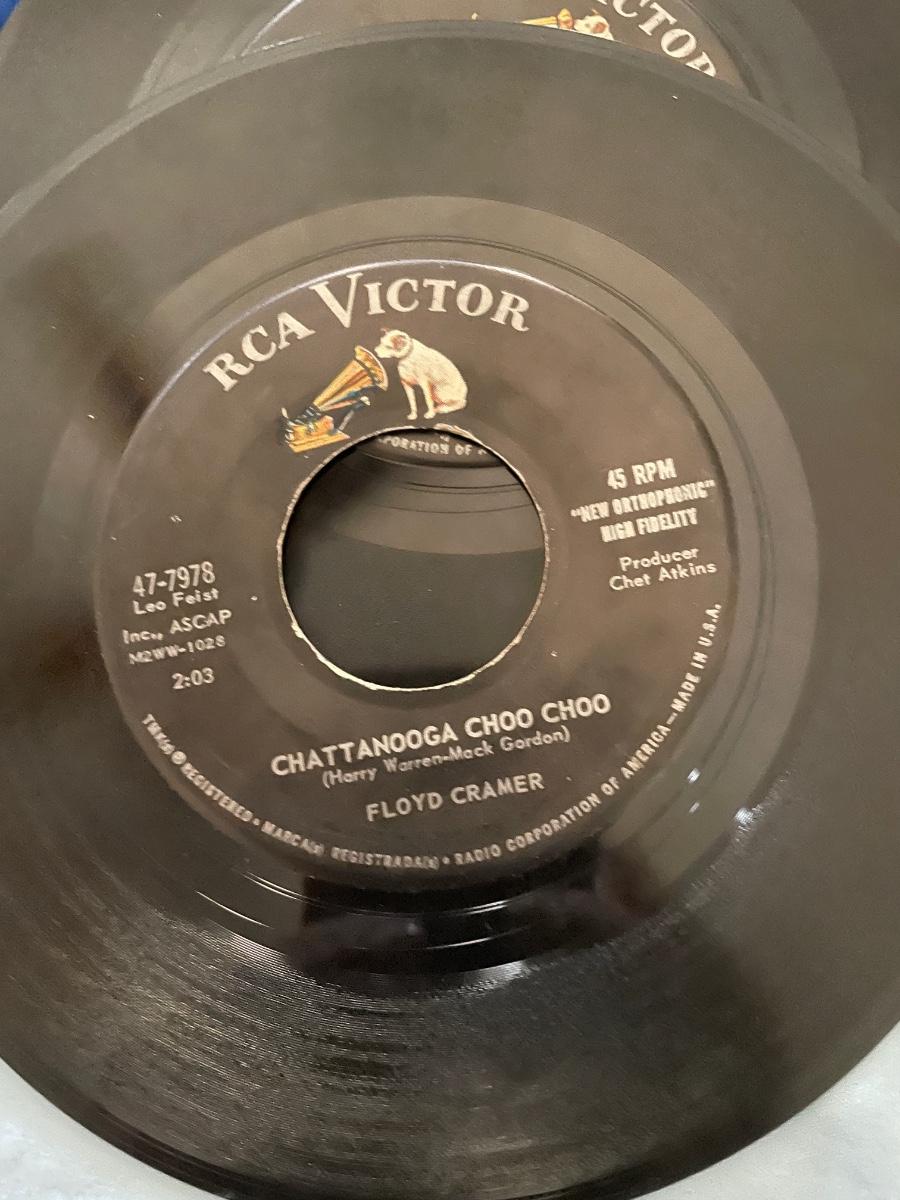 VICTOR
RCA VICTOR
PORATION OF
45 RPM
"NEW ORTHOPHONIC"
HIGH FIDELITY
Producer
Chet Atkins
47-7978
Leo Feist
Inc., ASCAP
M2WW-1028
2:03
CHATTANOOGA CHOO CHOO
(Harry Warren-Mack Gordon)
FLOYD CRAMER
TMK(s) ® REGISTERED • MARCA(s) REGISTRADA(s) • RADIO CORPORATION OF AMERICA—MADE IN U.S.A.